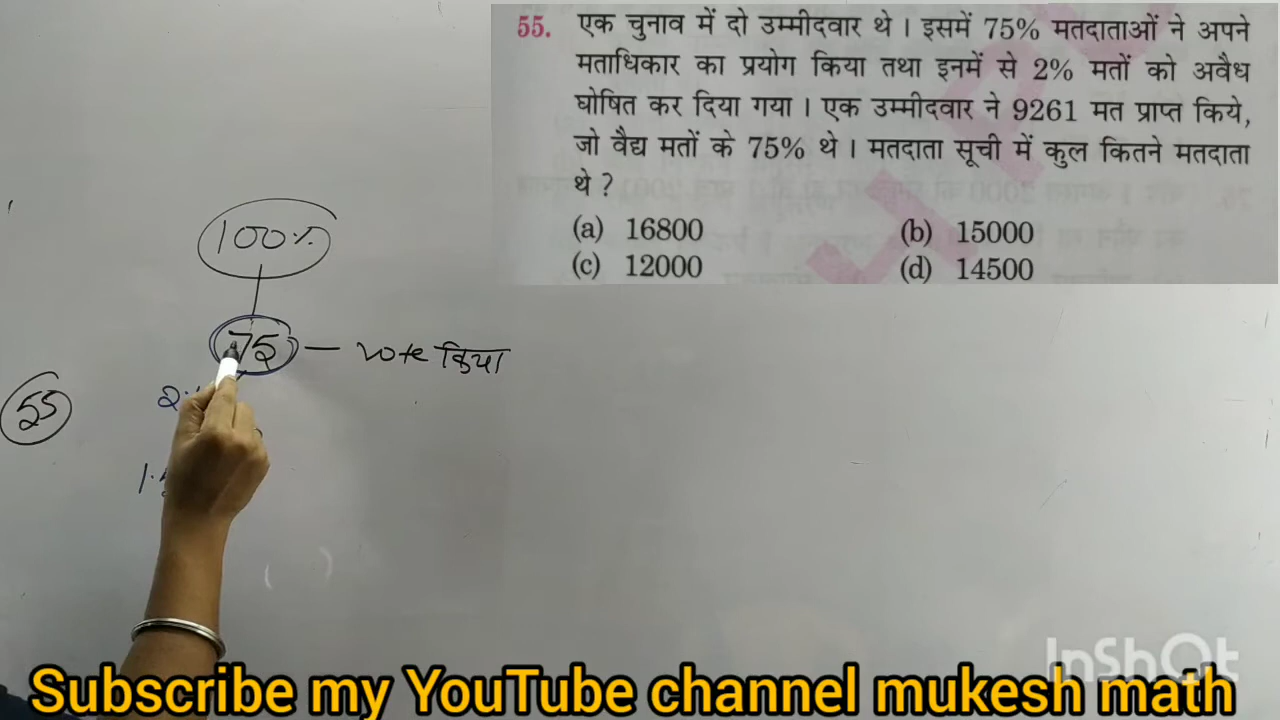 55. एक चुनाव में दो उम्मीदवार थे । इसमें 75% मतदाताओं ने अपने
मताधिकार का प्रयोग किया तथा इनमें से 2% मतों को अवैध
घोषित कर दिया गया । एक उम्मीदवार ने 9261 मत प्राप्त किये,
जो वैद्य मतों के 75% थे । मतदाता सूची में कुल कितने मतदाता
थे ?
(a) 16800 (b) 15000
(c) 12000 (d) 14500
100%
75 — vote किया
55
InShOt
Subscribe my YouTube channel mukesh math